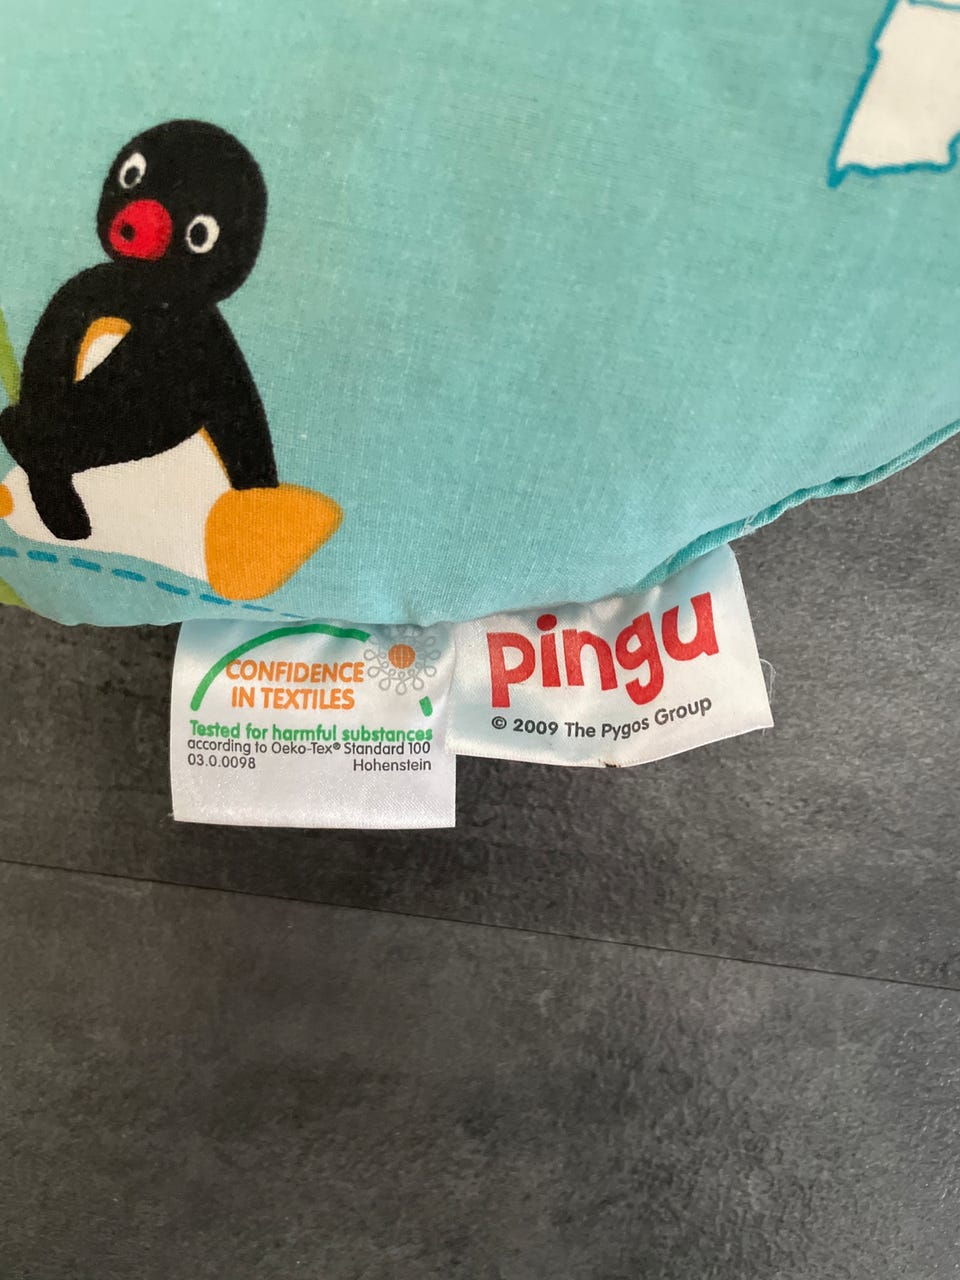 CONFIDENCE
IN TEXTILES
Tested for harmful substances
according to Oeko-Tex® Standard 100
03.0.0098 Hohenstein
pingu
© 2009 The Pygos Group